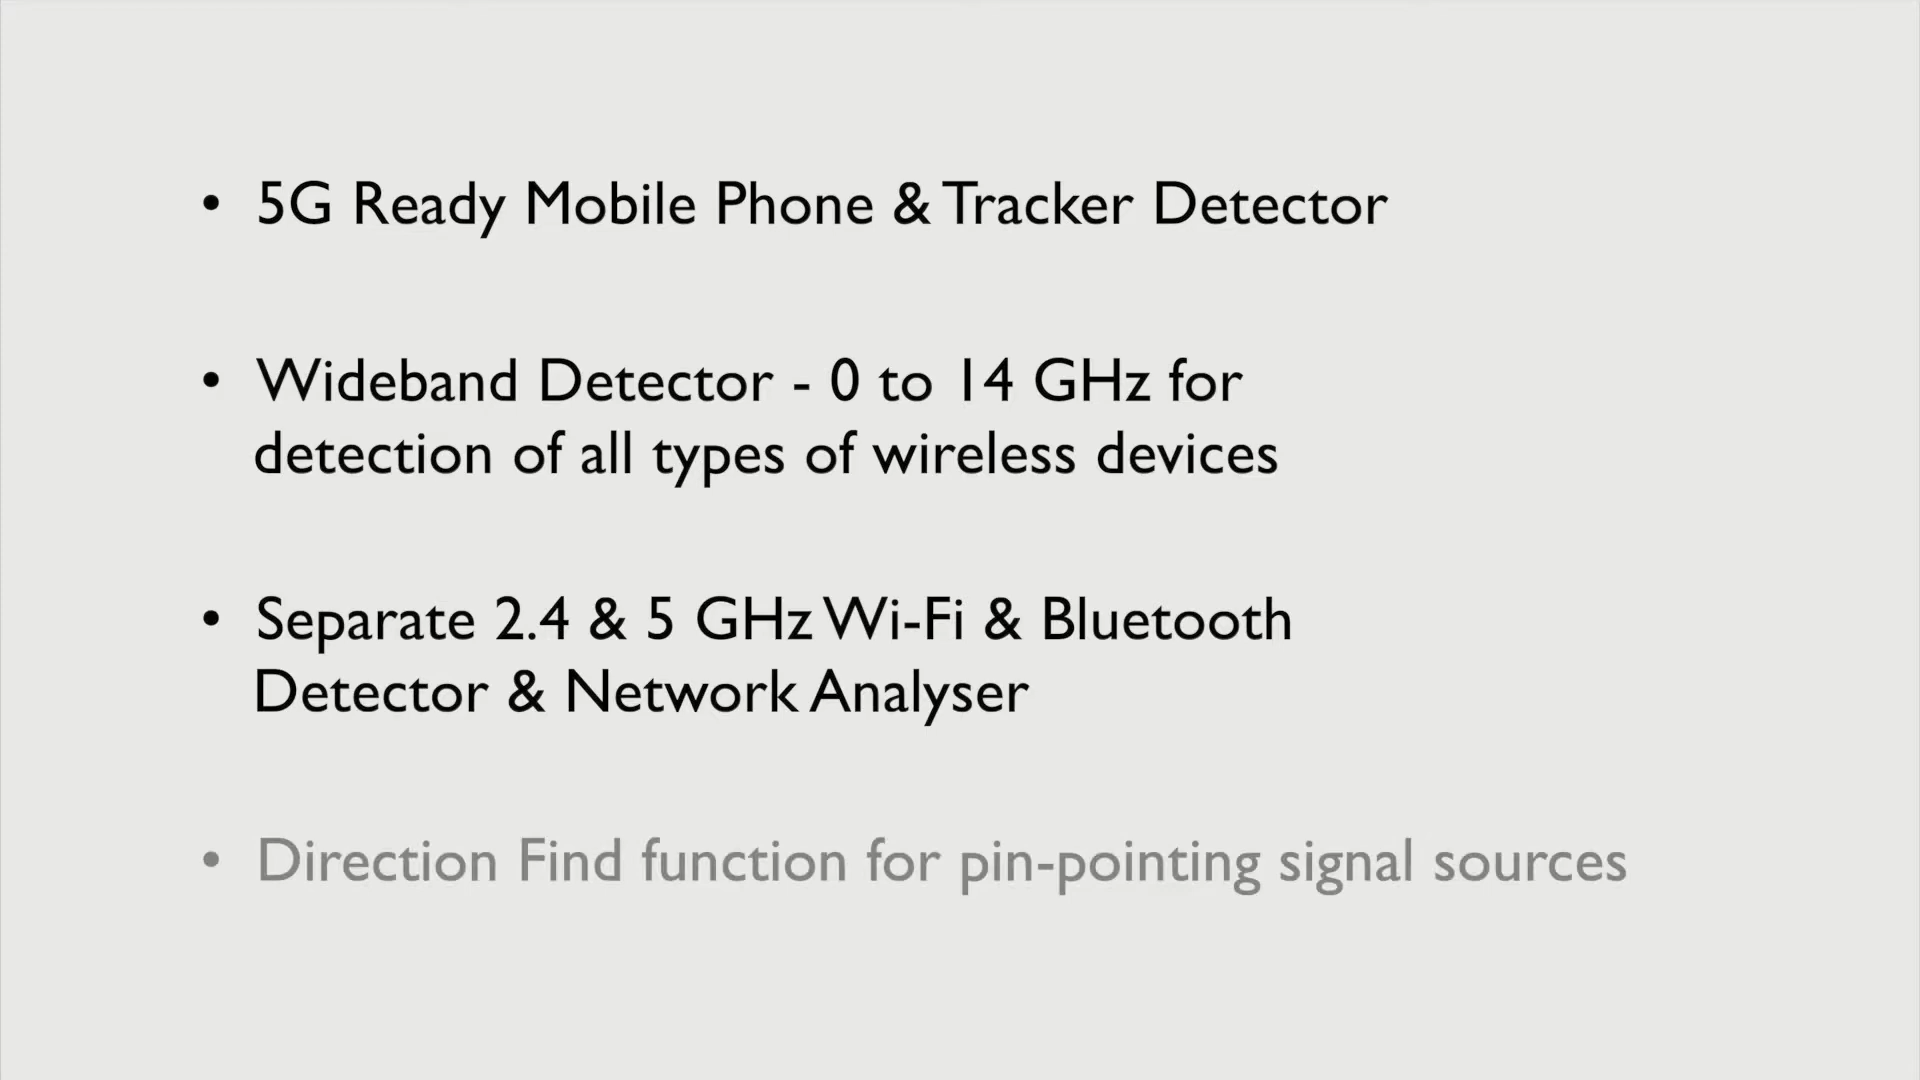 • 5G Ready Mobile Phone & Tracker Detector
• Wideband Detector - 0 to 14 GHz for
detection of all types of wireless devices
• Separate 2.4 & 5 GHz Wi-Fi & Bluetooth
Detector & Network Analyser
• Direction Find function for pin-pointing signal sources